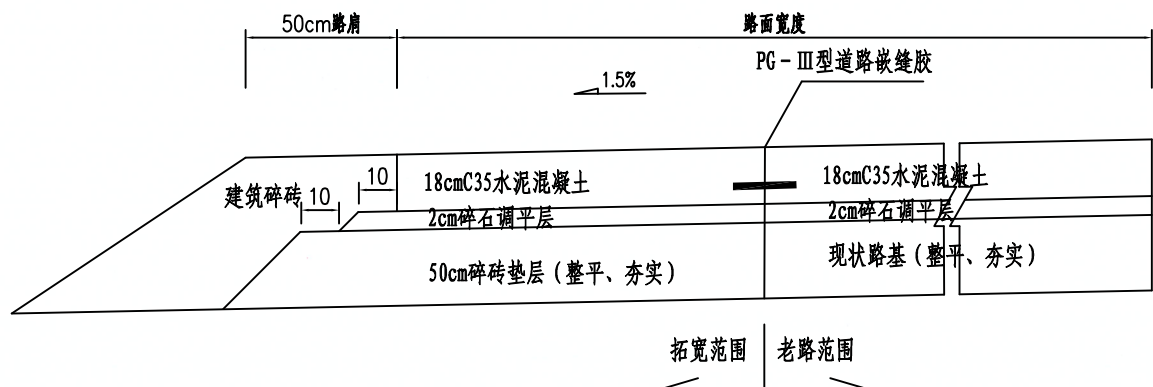 50cm路肩
路面宽度
PG-Ⅲ型道路嵌缝胶
1.5%
10
18cmC35水泥混凝土
18cmC35水泥混凝土
建筑碎砖
10
2cm碎石调平层
2cm碎石调平层
50cm碎砖垫层（整平、夯实）
现状路基（整平、夯实）
拓宽范围
老路范围